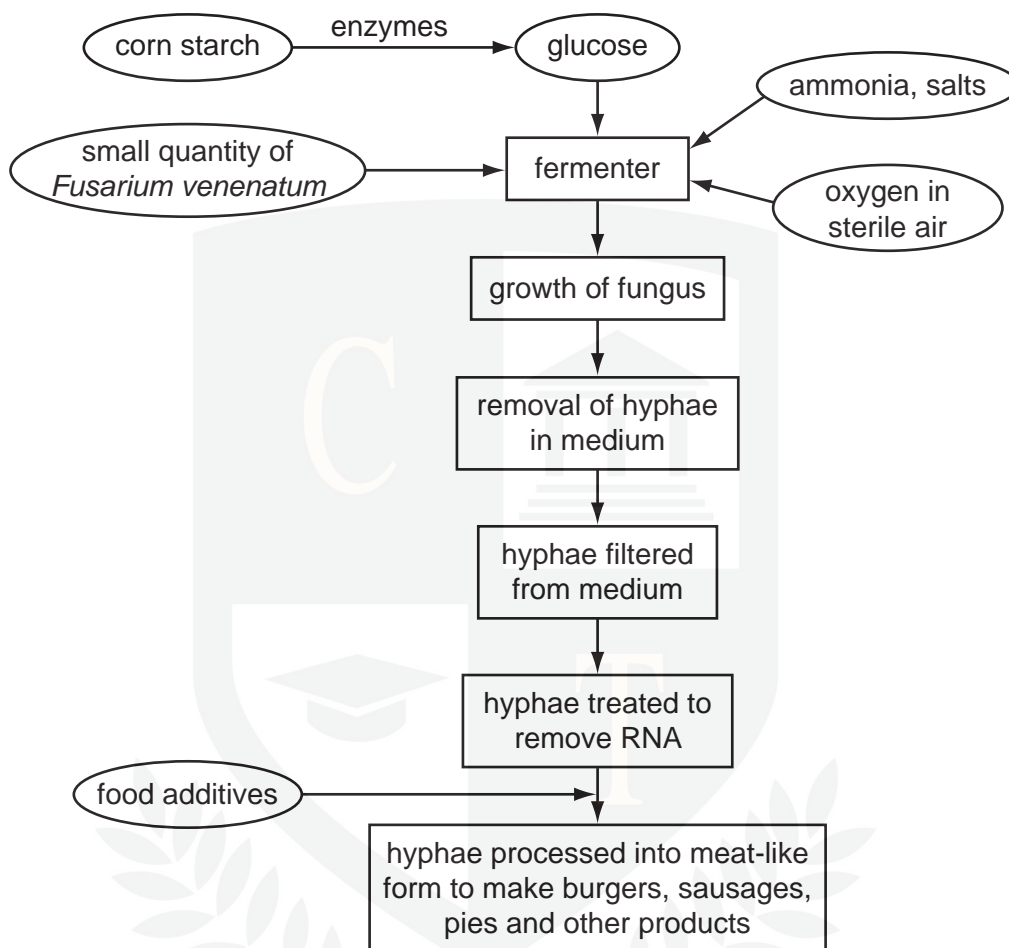 corn starch
enzymes
glucose
ammonia, salts
small quantity of
Fusarium venenatum
fermenter
oxygen in
sterile air
growth of fungus
removal of hyphae
in medium
hyphae filtered
from medium
hyphae treated to
remove RNA
food additives
hyphae processed into meat-like
form to make burgers, sausages,
pies and other products
C
T